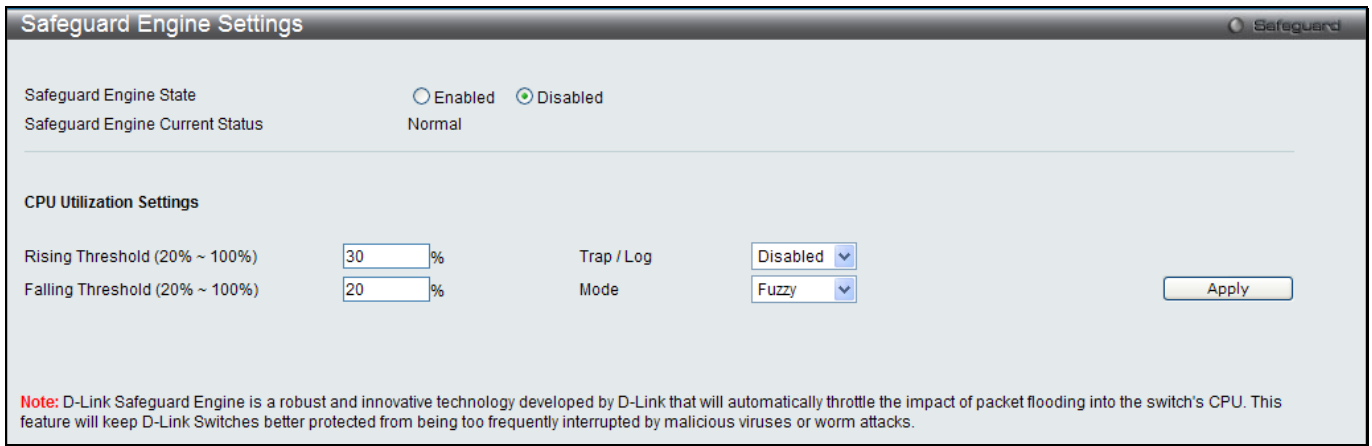 Safeguard Engine Settings
Safeguard
Safeguard Engine State Enabled Disabled
Safeguard Engine Current Status Normal
CPU Utilization Settings
Rising Threshold (20% ~ 100%) 30 % Trap / Log Disabled
Falling Threshold (20% ~ 100%) 20 % Mode Fuzzy Apply
Note: D-Link Safeguard Engine is a robust and innovative technology developed by D-Link that will automatically throttle the impact of packet flooding into the switch's CPU. This
feature will keep D-Link Switches better protected from being too frequently interrupted by malicious viruses or worm attacks.